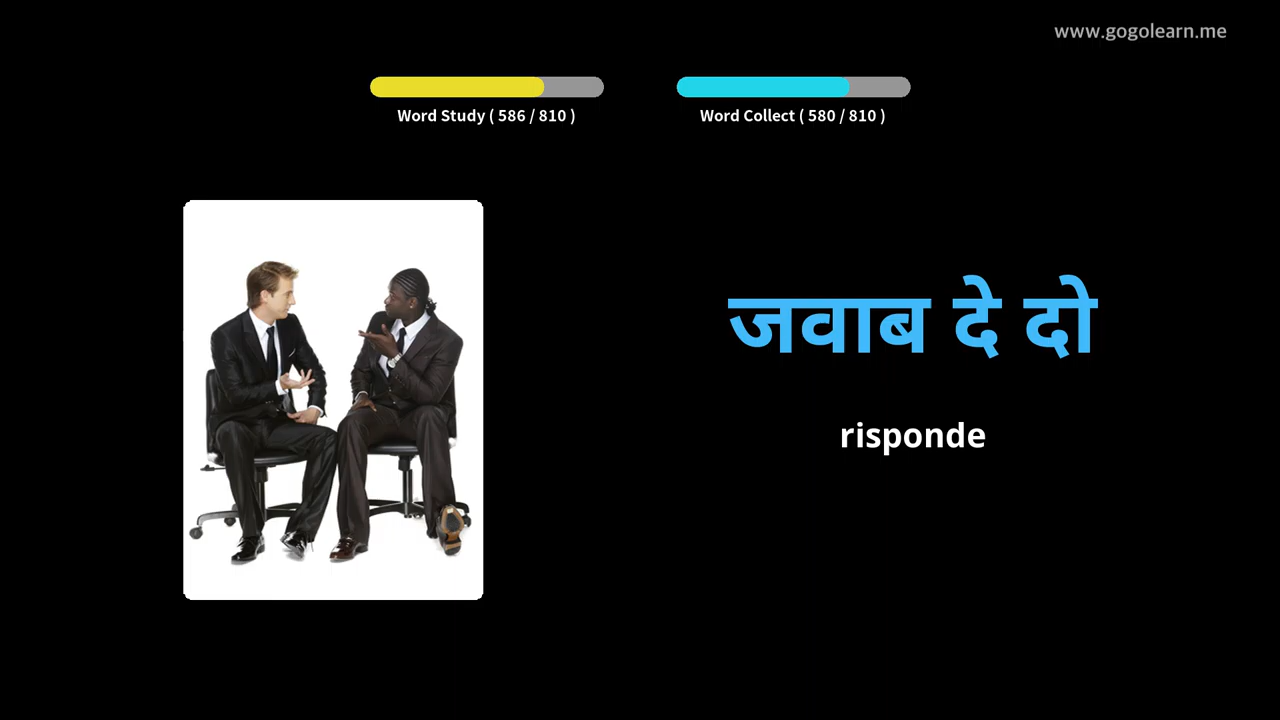 www.gogolearn.me
Word Study ( 586 / 810 )
Word Collect ( 580 / 810 )
जवाब दे दो
risponde